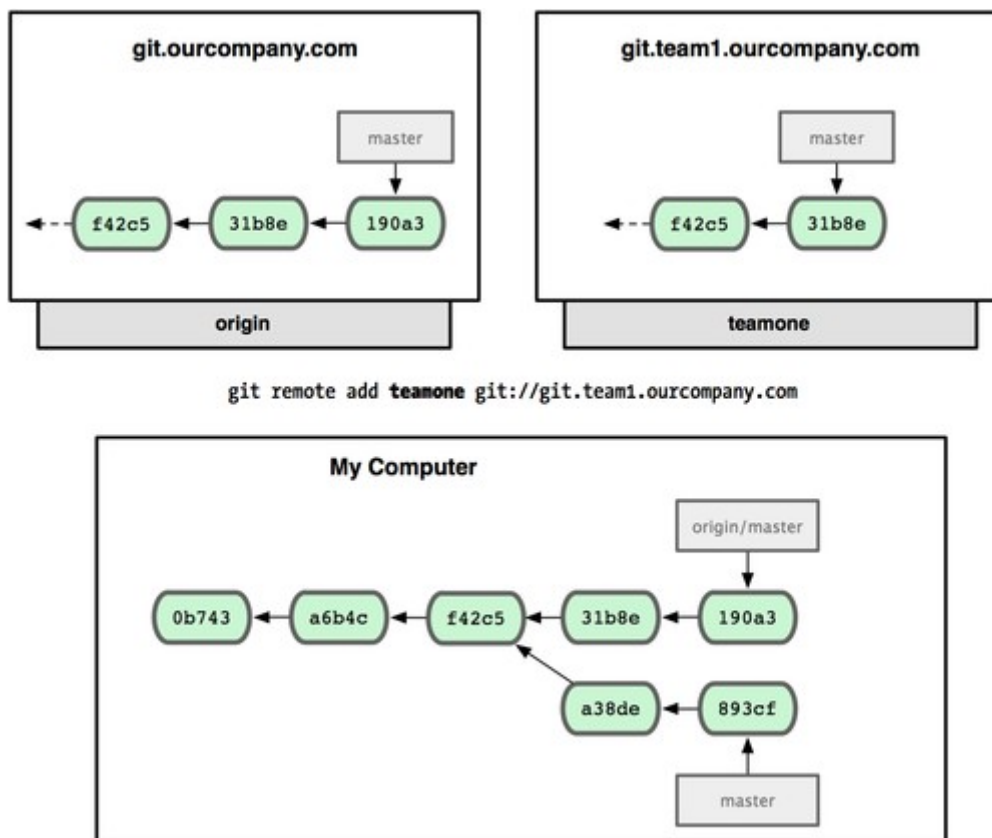 git.ourcompany.com
master
f42c5
31b8e
190a3
origin
git.team1.ourcompany.com
master
f42c5
31b8e
teamone
git remote add teamone git://git.team1.ourcompany.com
My Computer
origin/master
0b743
a6b4c
f42c5
31b8e
190a3
a38de
893cf
master